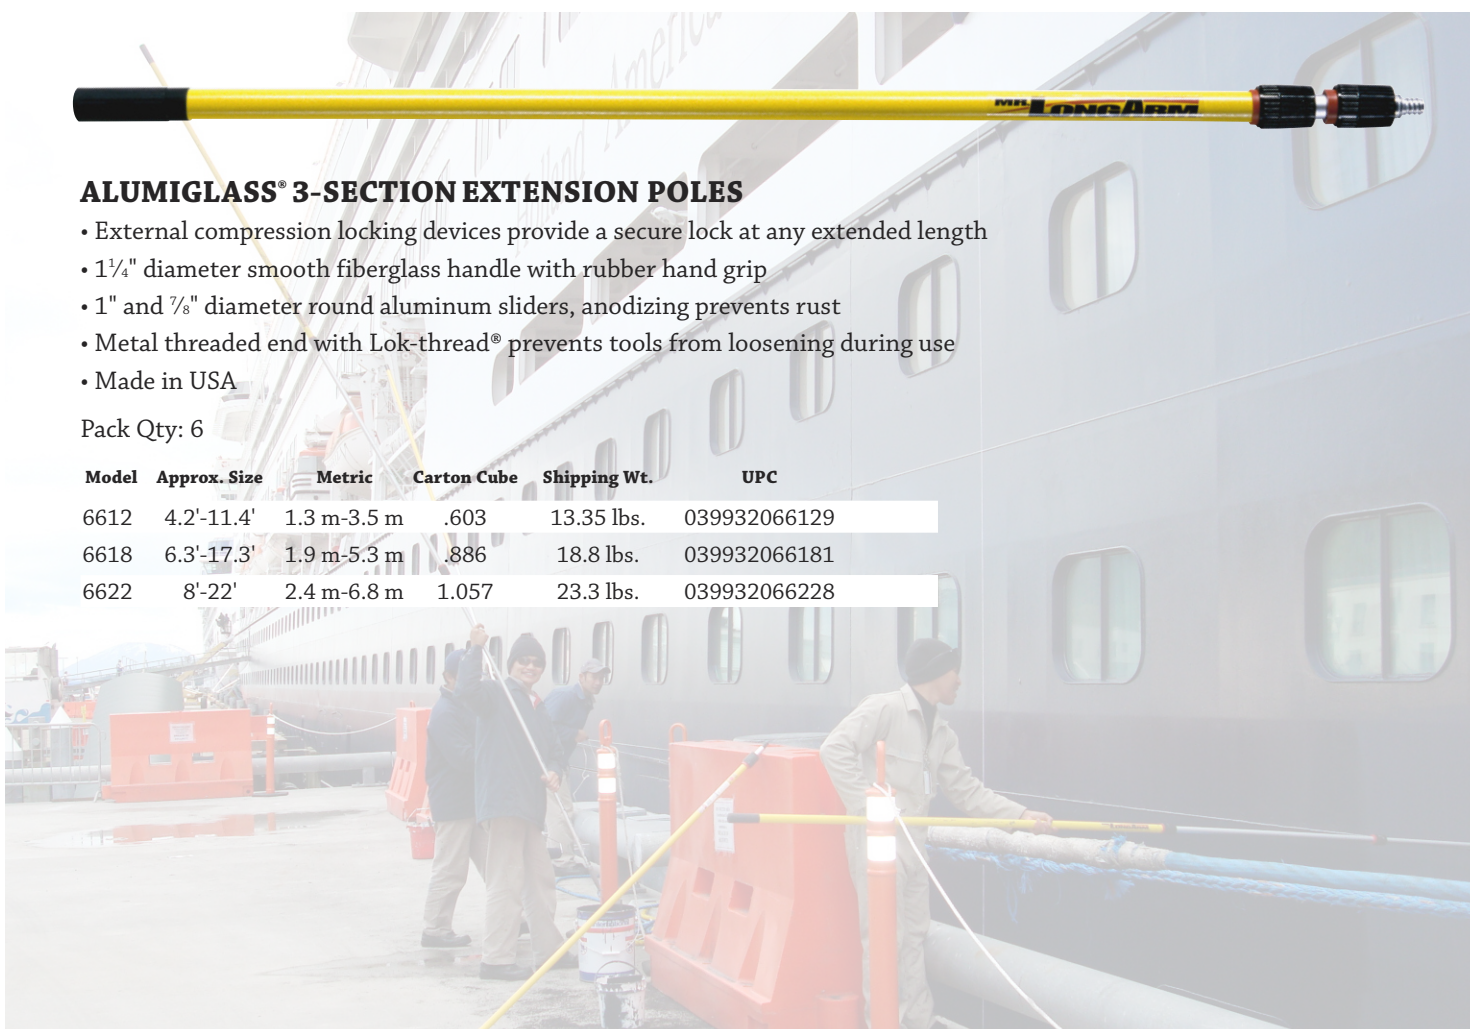 Holland America
MR. LONGARM
ALUMIGLASS® 3-SECTION EXTENSION POLES
• External compression locking devices provide a secure lock at any extended length
• 1¼" diameter smooth fiberglass handle with rubber hand grip
• 1" and ⅞" diameter round aluminum sliders, anodizing prevents rust
• Metal threaded end with Lok-thread® prevents tools from loosening during use
• Made in USA
Pack Qty: 6
Model Approx. Size Metric Carton Cube Shipping Wt. UPC
6612 4.2'-11.4' 1.3 m-3.5 m .603 13.35 lbs. 039932066129
6618 6.3'-17.3' 1.9 m-5.3 m .886 18.8 lbs. 039932066181
6622 8'-22' 2.4 m-6.8 m 1.057 23.3 lbs. 039932066228